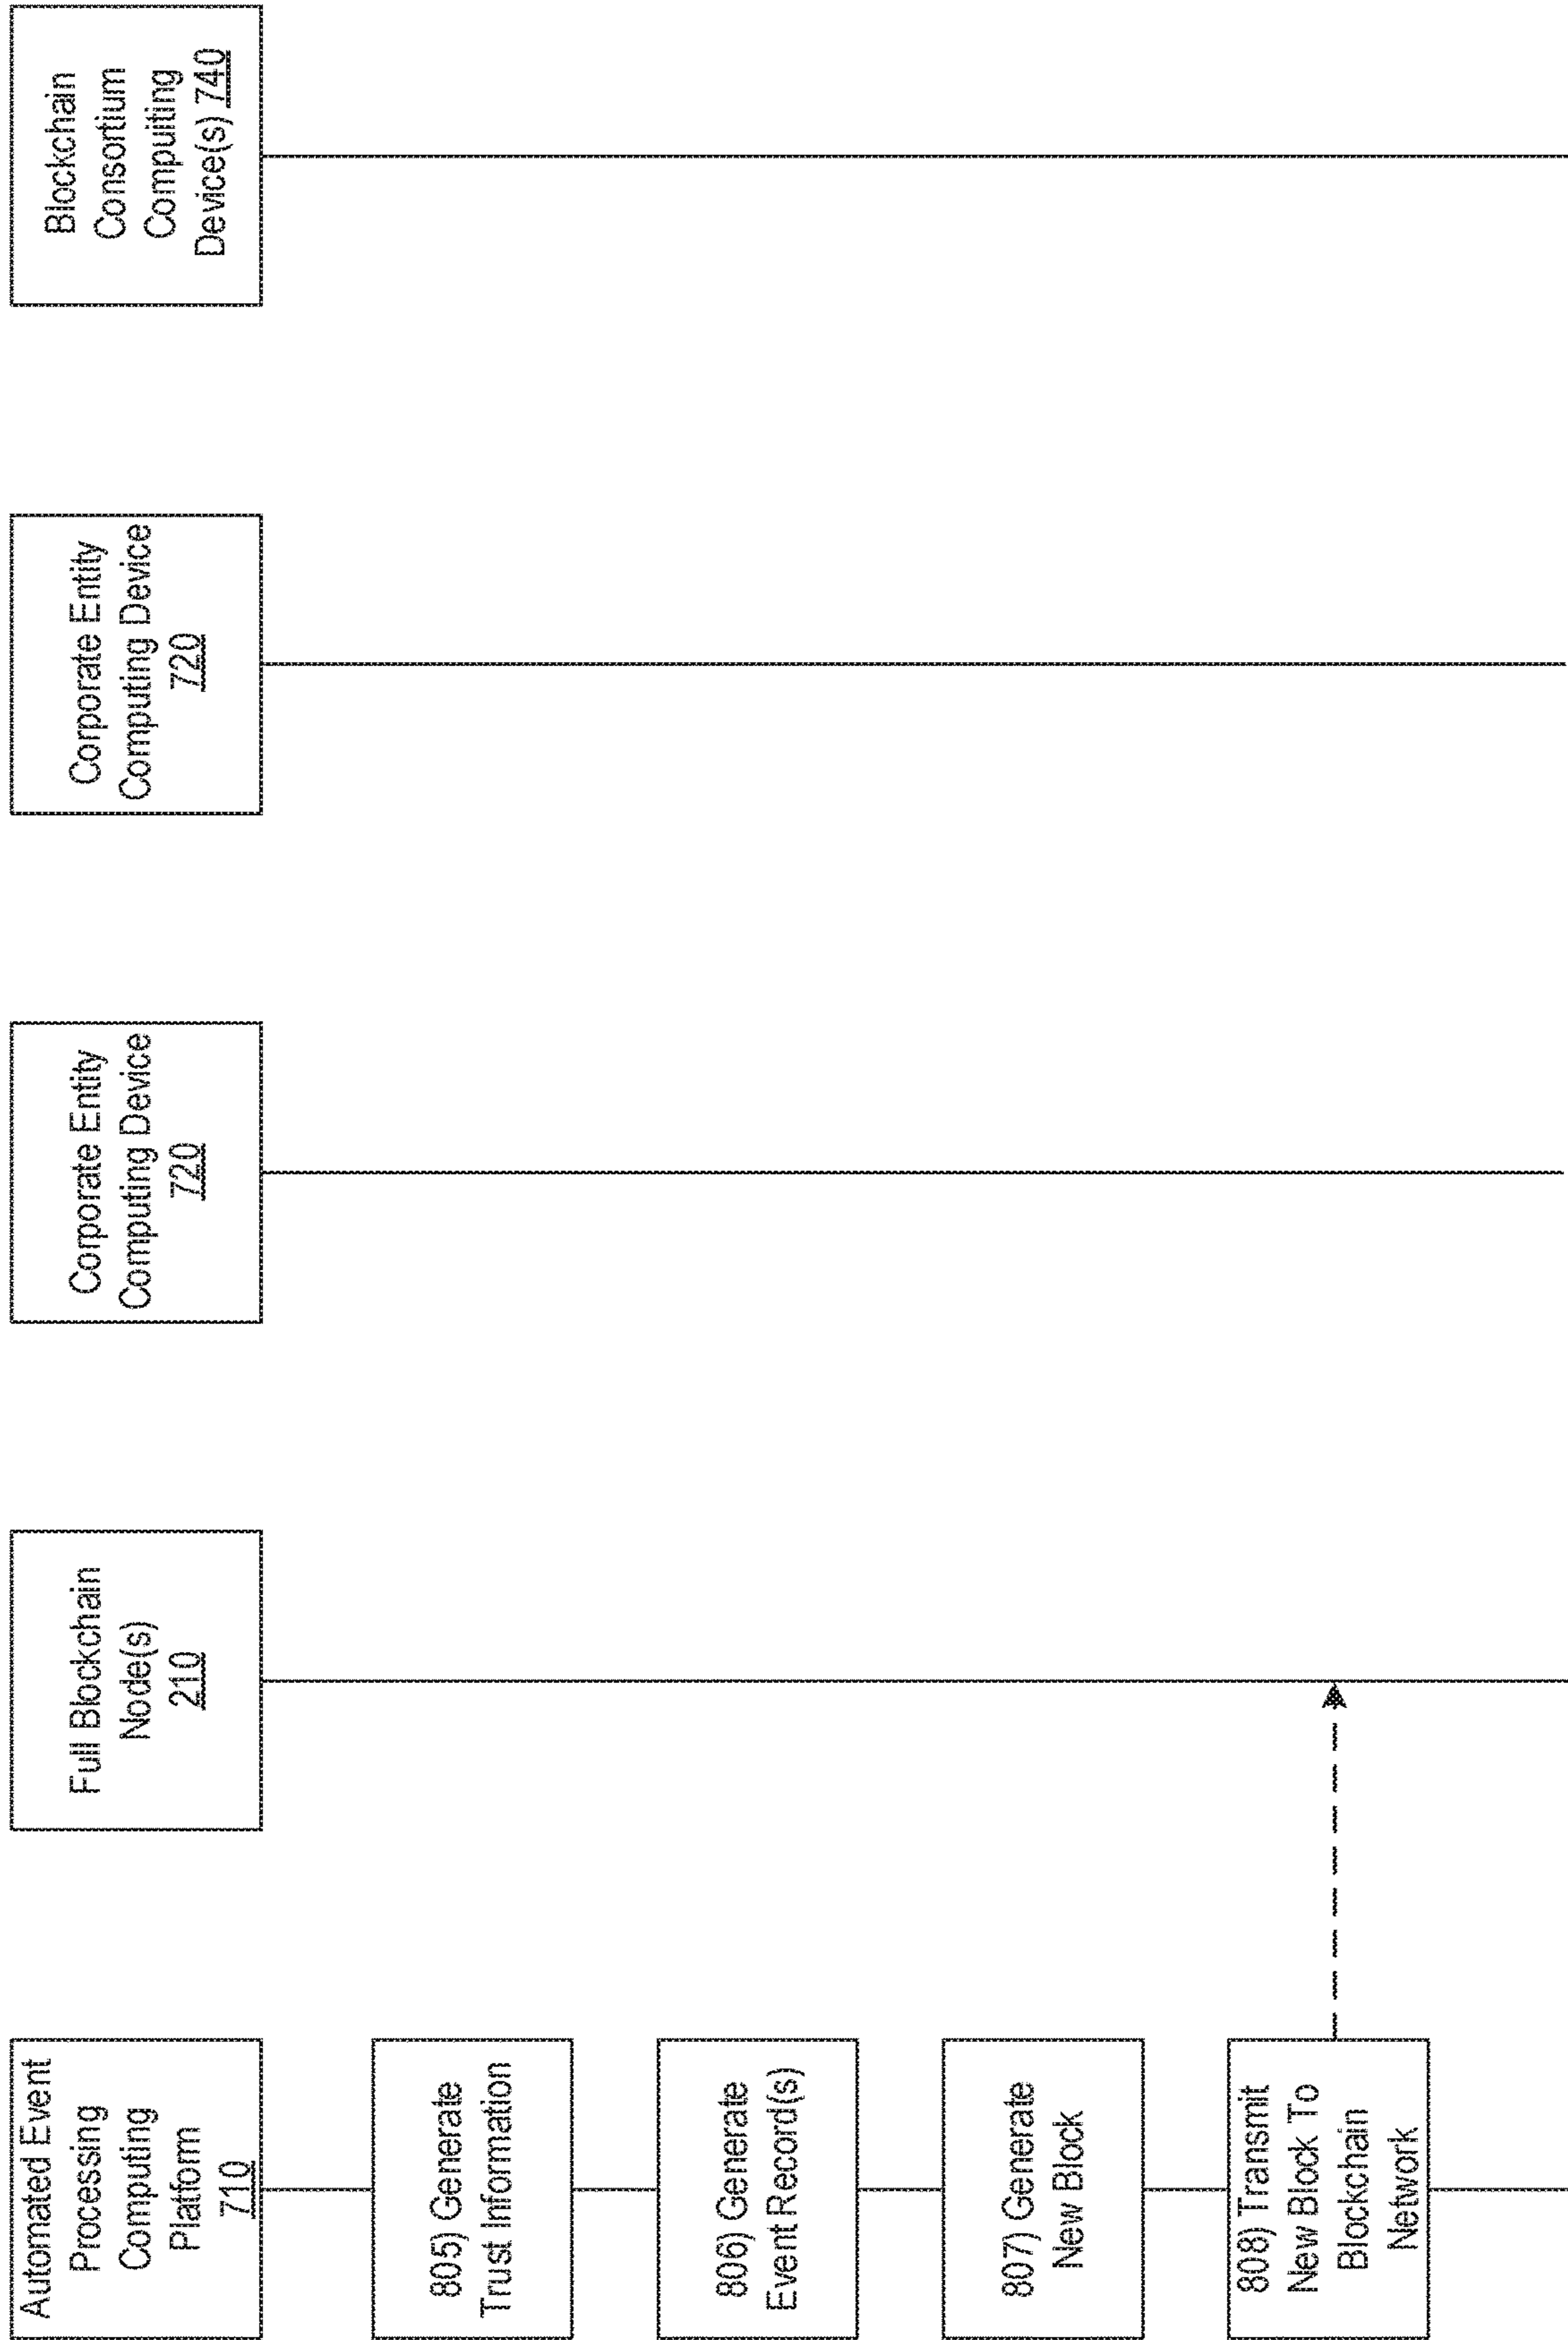 Automated Event
Processing
Computing
Platform
710
Full Blockchain
Node(s)
210
Corporate Entity
Computing Device
720
Corporate Entity
Computing Device
720
Blockchain
Consortium
Compuiting
Device(s) 740
805) Generate
Trust Information
806) Generate
Event Record(s)
807) Generate
New Block
808) Transmit
New Block To
Blockchain
Network